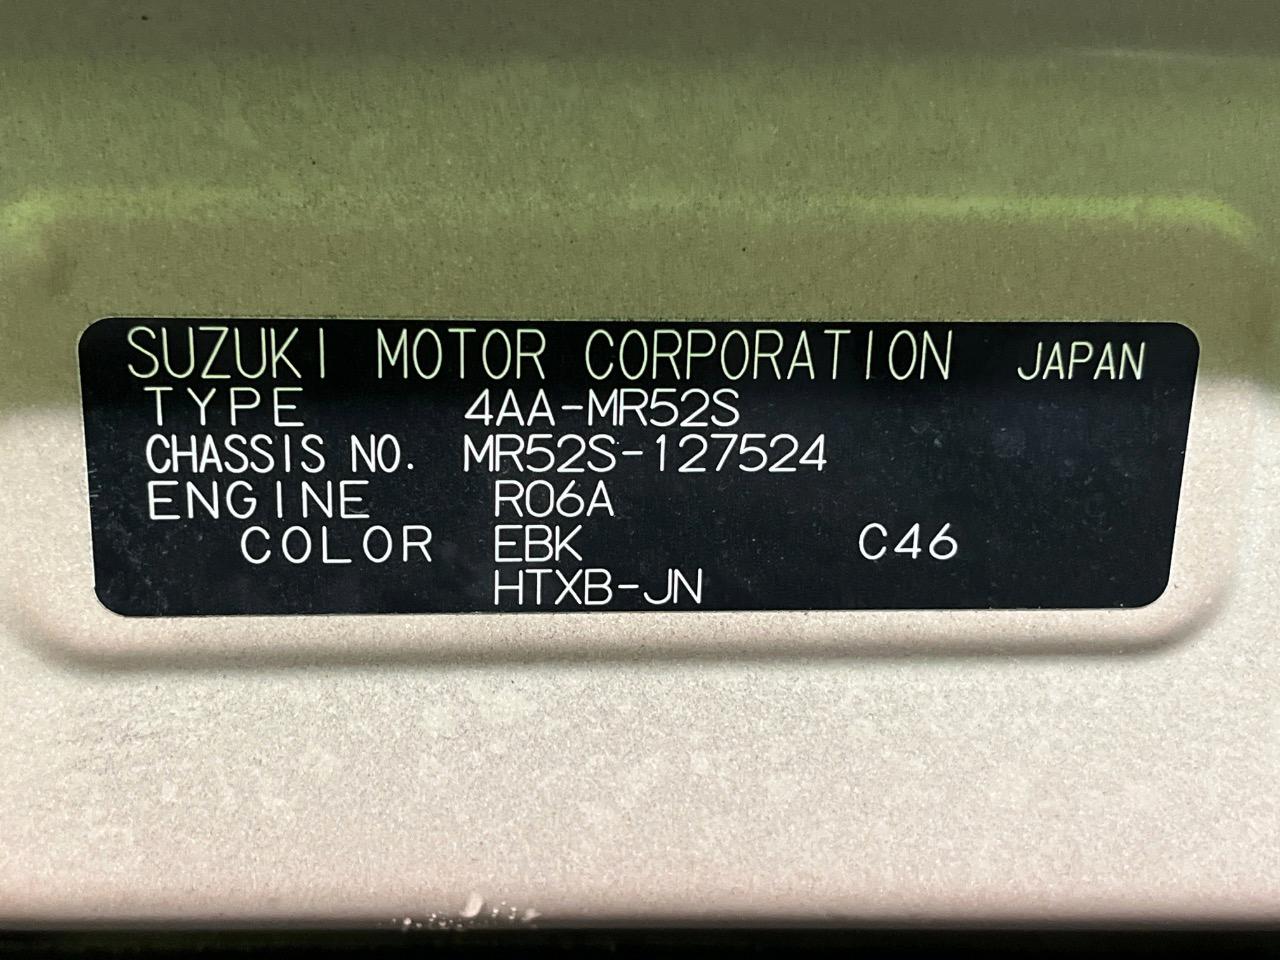 SUZUKI MOTOR CORPORATION JAPAN
TYPE 4AA-MR52S
CHASSIS NO. MR52S-127524
ENGINE R06A
COLOR EBK C46
HTXB-JN